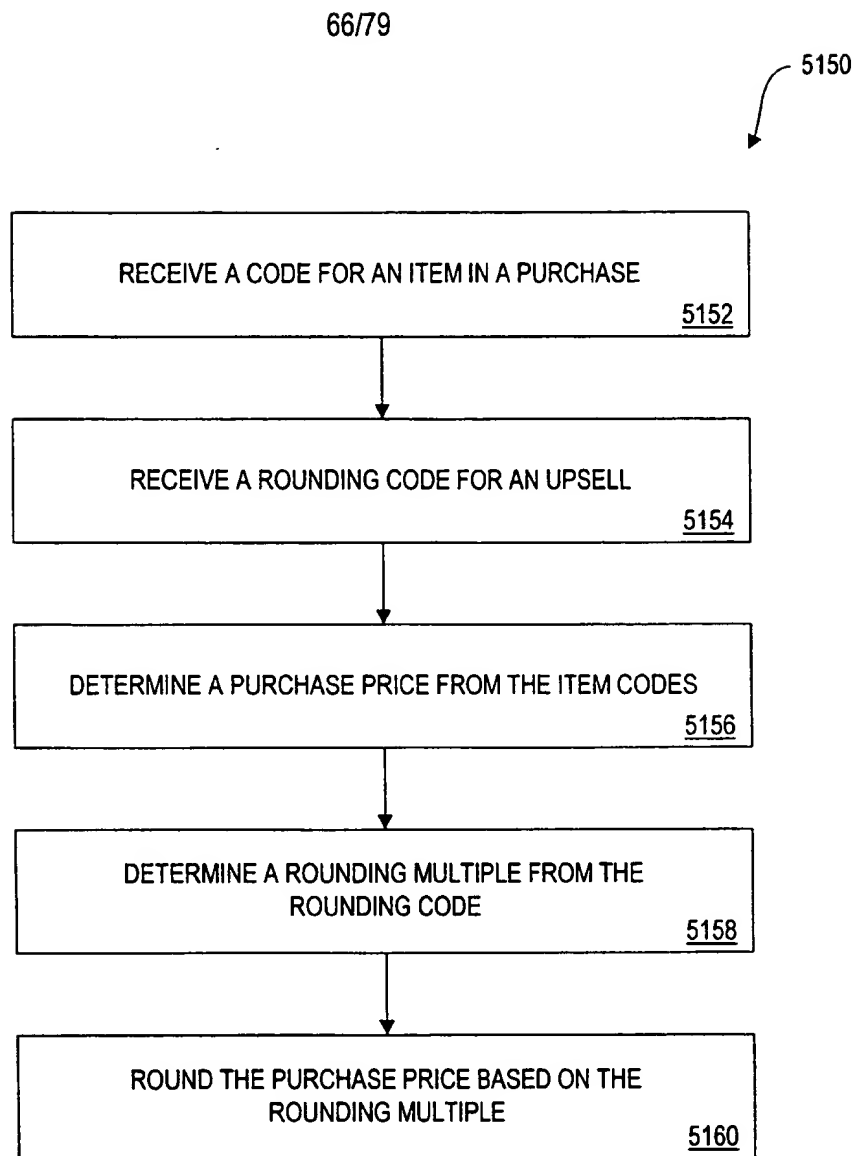 66/79
5150
RECEIVE A CODE FOR AN ITEM IN A PURCHASE
5152
RECEIVE A ROUNDING CODE FOR AN UPSELL
5154
DETERMINE A PURCHASE PRICE FROM THE ITEM CODES
5156
DETERMINE A ROUNDING MULTIPLE FROM THE
ROUNDING CODE
5158
ROUND THE PURCHASE PRICE BASED ON THE
ROUNDING MULTIPLE
5160